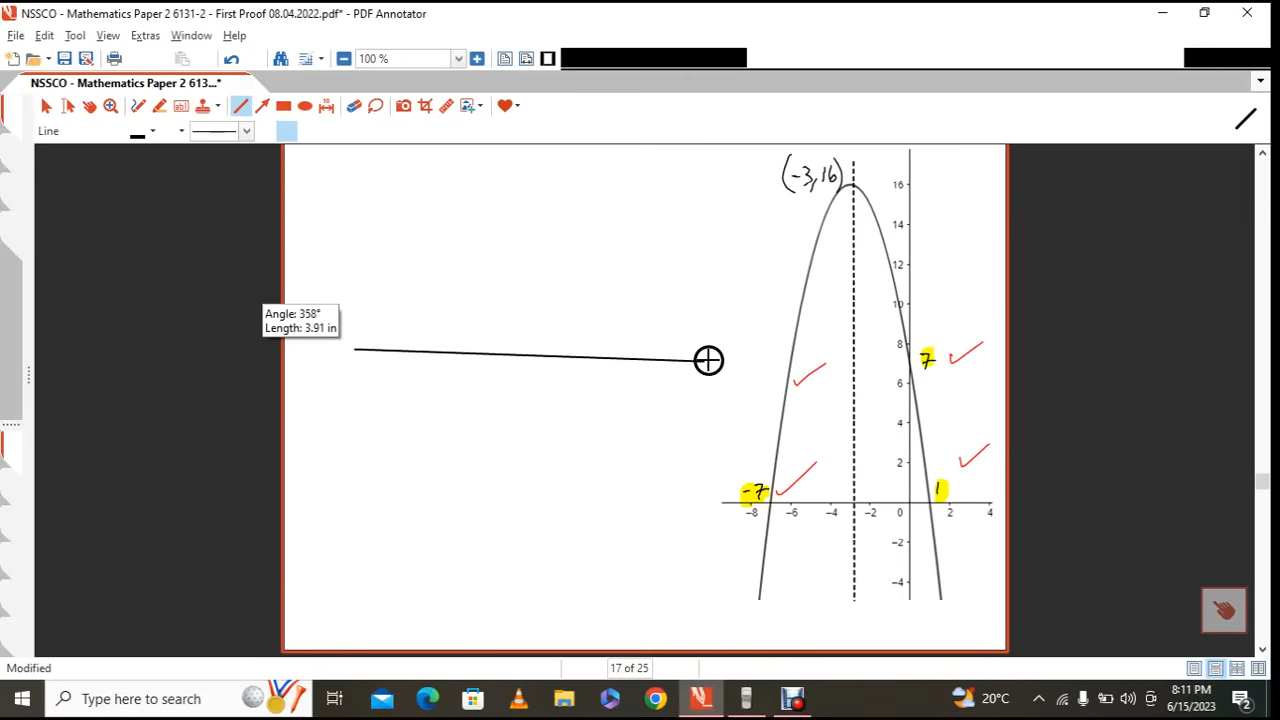 NSSCO - Mathematics Paper 2 6131-2 - First Proof 08.04.2022.pdf* - PDF Annotator
File Edit Tool View Extras Window Help
100 %
NSSCO - Mathematics Paper 2 613...*
Line
(-3,16)
16
14
12
10
8
7
6
4
2
-7
1
-8 -6 -4 -2 0 2 4
-2
-4
Angle: 358°
Length: 3.91 in
Modified
17 of 25
Type here to search
20°C
8:11 PM
6/15/2023
2